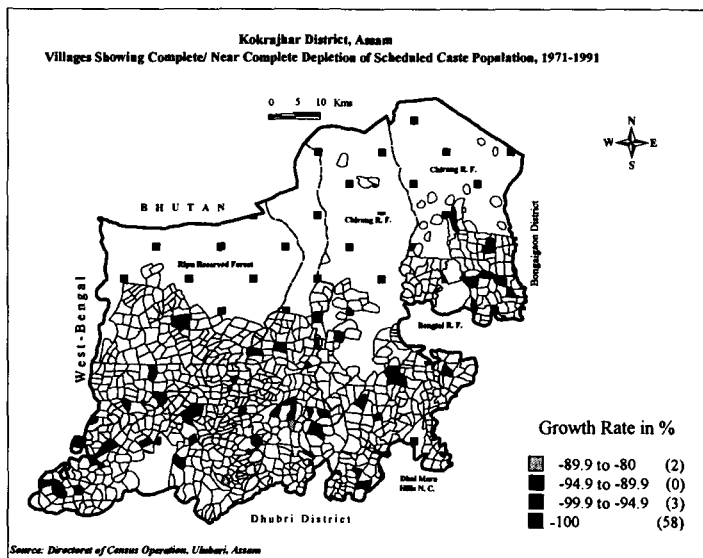 Kokrajhar District, Assam
Villages Showing Complete/ Near Complete Depletion of Scheduled Caste Population, 1971-1991
0 5 10 Kms
N
W E
S
Chirang R. F.
BHUTAN
Chirang R. F.
Ripu Reserved Forest
Bongaigaon District
West-Bengal
Bengtal R. F.
Growth Rate in %
-89.9 to -80 (2)
-94.9 to -89.9 (0)
-99.9 to -94.9 (3)
-100 (58)
Hills N. C.
Dhubri District
Source: Directorat of Census Operation, Ulubari, Assam